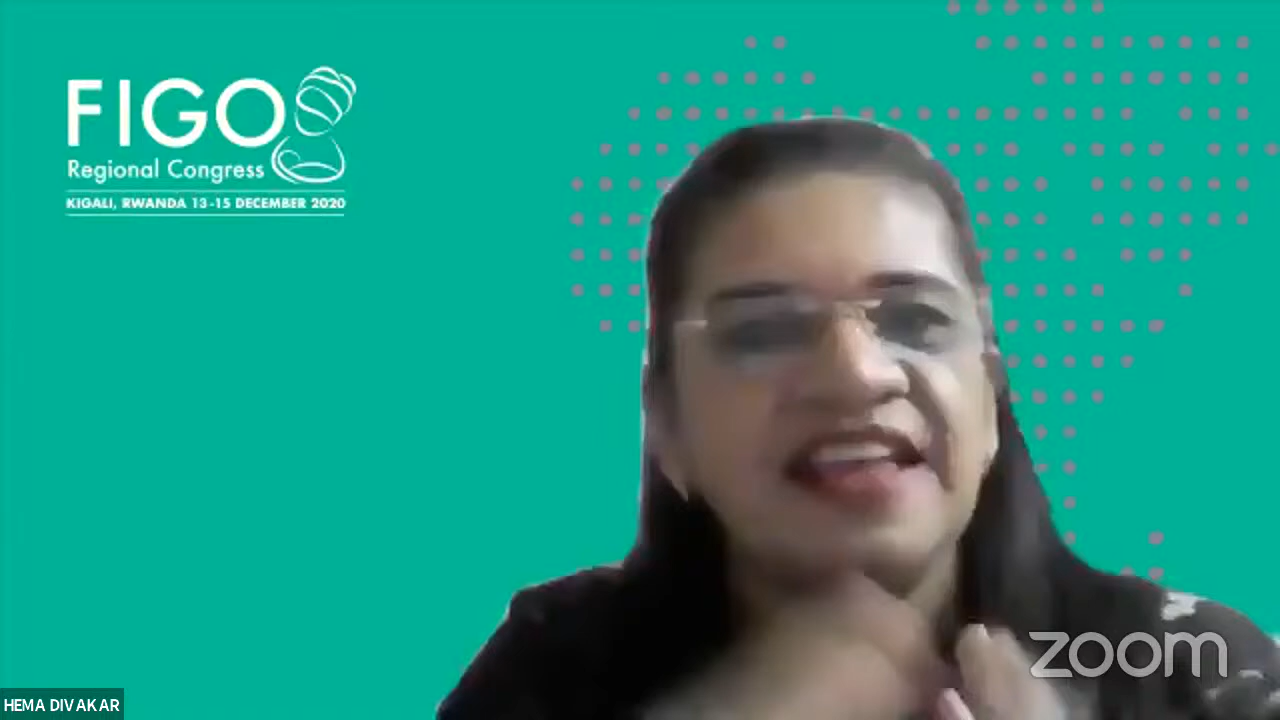 FIGO
Regional Congress
KIGALI, RWANDA 13-15 DECEMBER 2020
zoom
HEMA DIVAKAR